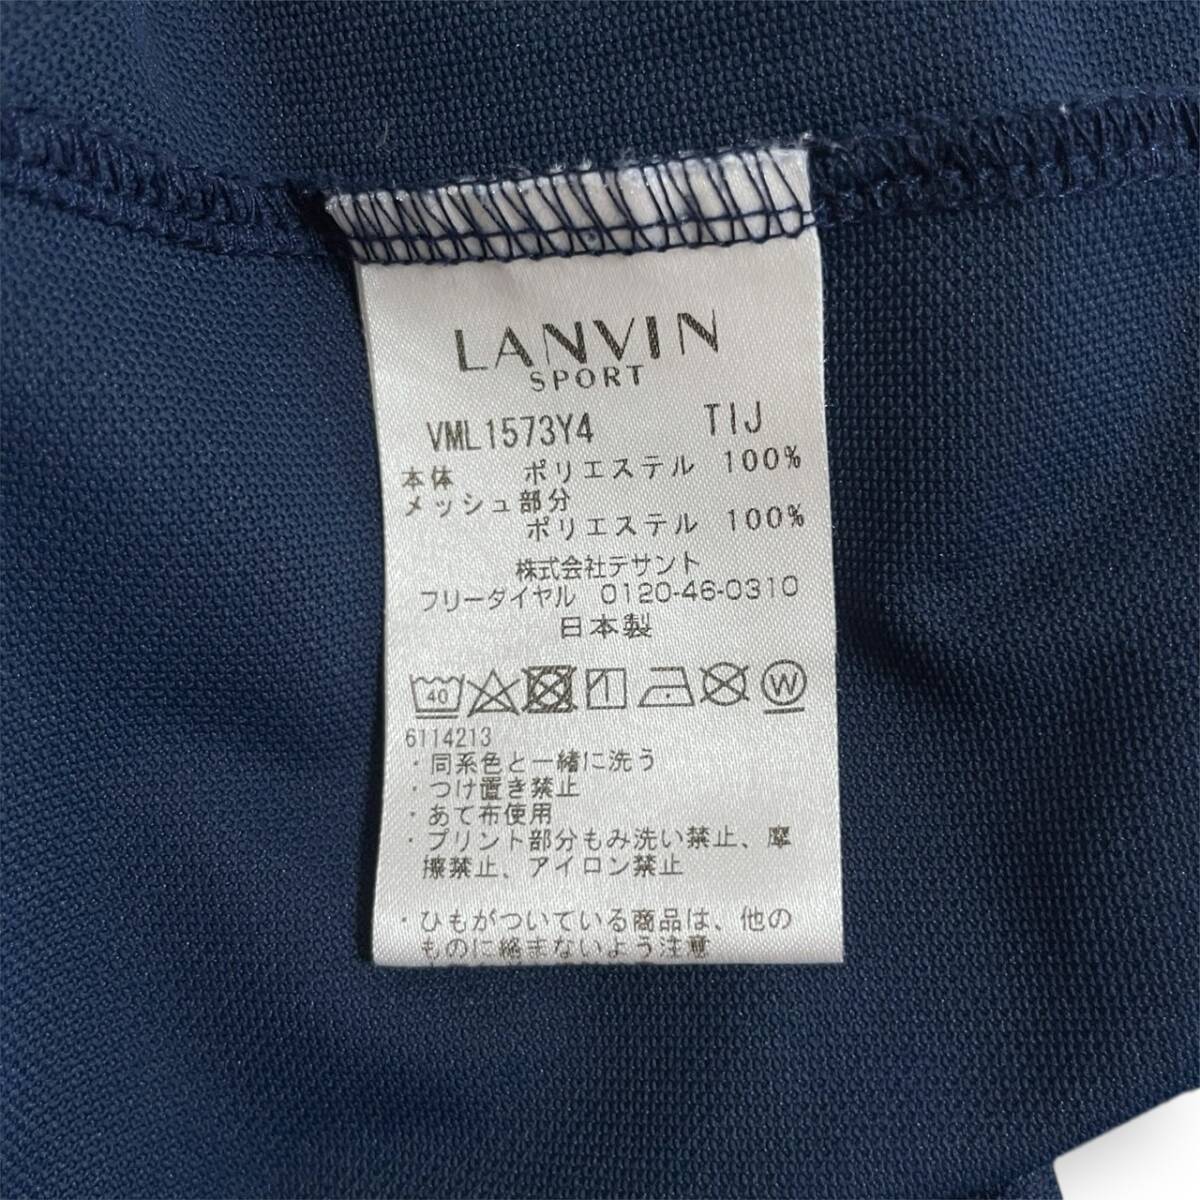 LANVIN
SPORT
VML1573Y4 TIJ
本体 ポリエステル 100%
メッシュ部分
ポリエステル 100%
株式会社デサント
フリーダイヤル 0120-46-0310
日本製
40 W
6114213
・同系色と一緒に洗う
・つけ置き禁止
・あて布使用
・プリント部分もみ洗い禁止、摩
擦禁止、アイロン禁止
・ひもがついている商品は、他の
ものに絡まないよう注意